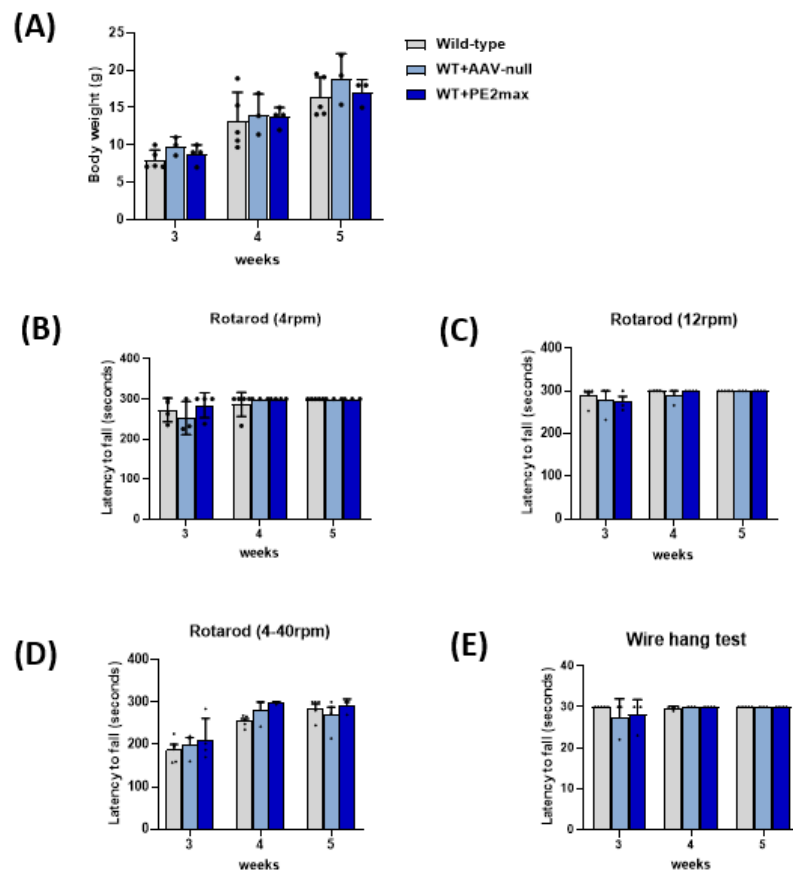 (A)
Wild-type
WT+AAV-null
WT+PE2max
Body weight (g)
25
20
15
10
5
0
3 4 5
weeks
(B)
Rotarod (4rpm)
Latency to fall (seconds)
400
300
200
100
0
3 4 5
weeks
(C)
Rotarod (12rpm)
Latency to fall (seconds)
400
300
200
100
0
3 4 5
weeks
(D)
Rotarod (4-40rpm)
Latency to fall (seconds)
400
300
200
100
0
3 4 5
weeks
(E)
Wire hang test
Latency to fall (seconds)
40
30
20
10
0
3 4 5
weeks